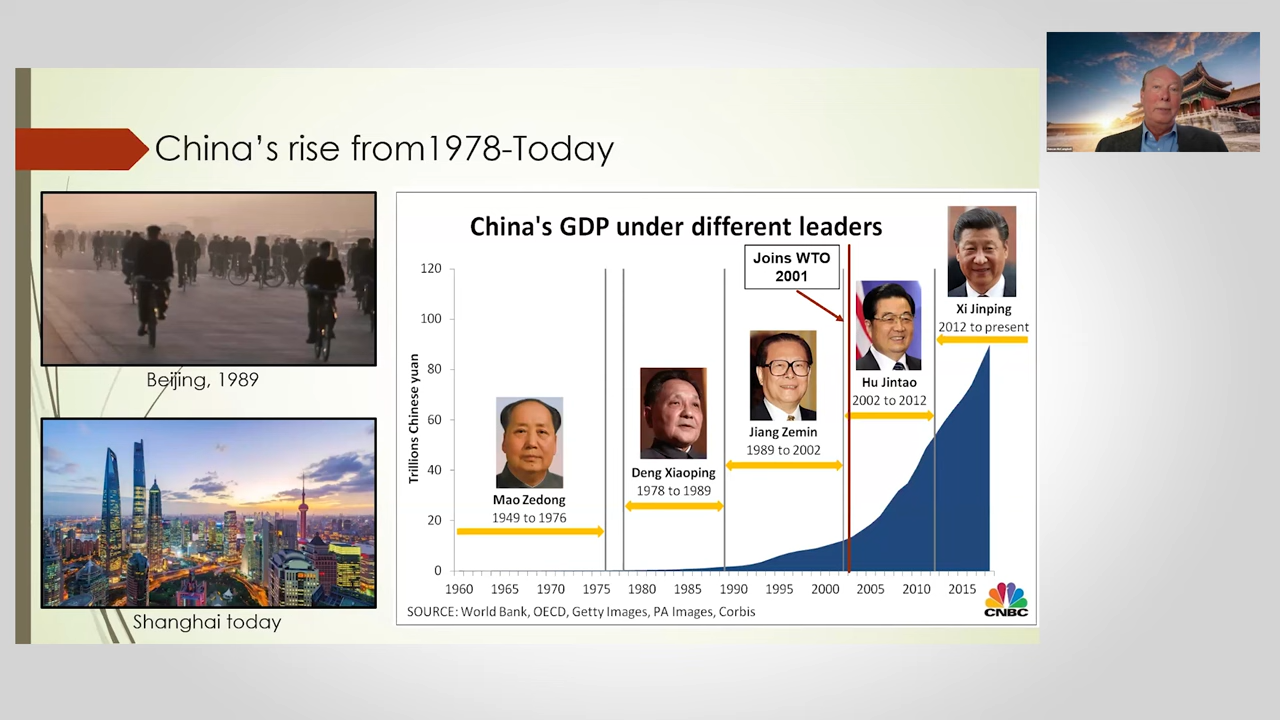 China's rise from1978-Today
Beijing, 1989
Shanghai today
China's GDP under different leaders
Joins WTO
2001
Xi Jinping
2012 to present
Hu Jintao
2002 to 2012
Jiang Zemin
1989 to 2002
Deng Xiaoping
1978 to 1989
Mao Zedong
1949 to 1976
Trillions Chinese yuan
120
100
80
60
40
20
0
1960 1965 1970 1975 1980 1985 1990 1995 2000 2005 2010 2015
SOURCE: World Bank, OECD, Getty Images, PA Images, Corbis
CNBC